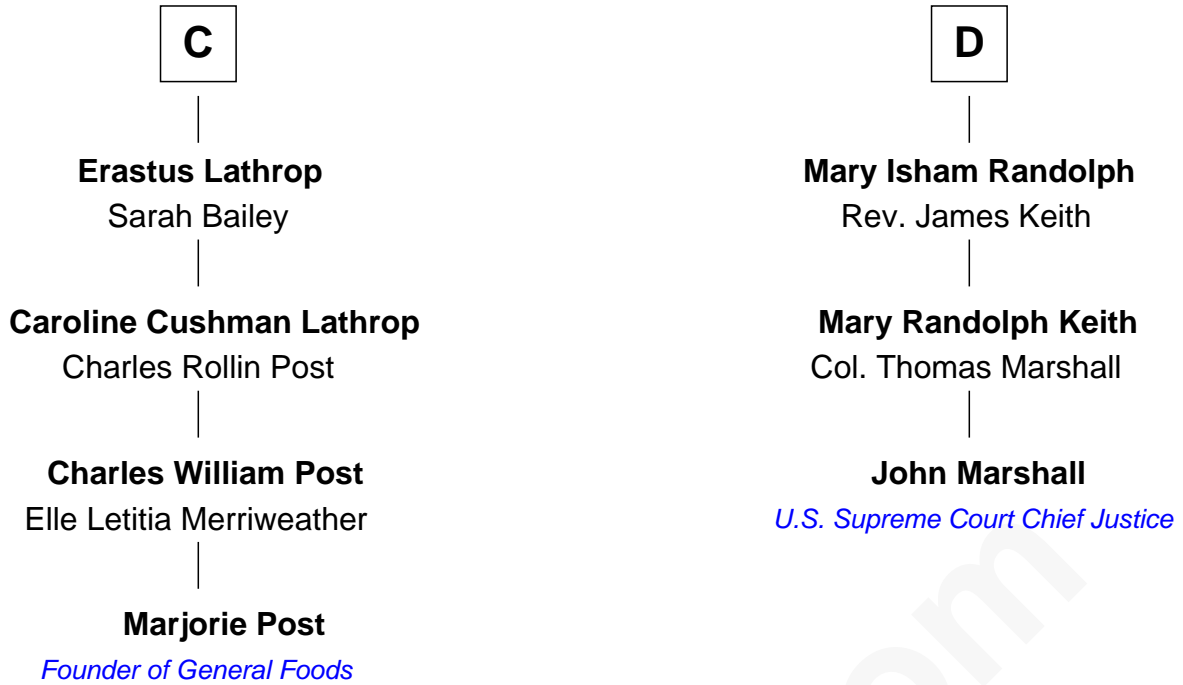 C
Erastus Lathrop
Sarah Bailey
Caroline Cushman Lathrop
Charles Rollin Post
Charles William Post
Elle Letitia Merriweather
Marjorie Post
Founder of General Foods
D
Mary Isham Randolph
Rev. James Keith
Mary Randolph Keith
Col. Thomas Marshall
John Marshall
U.S. Supreme Court Chief Justice
om